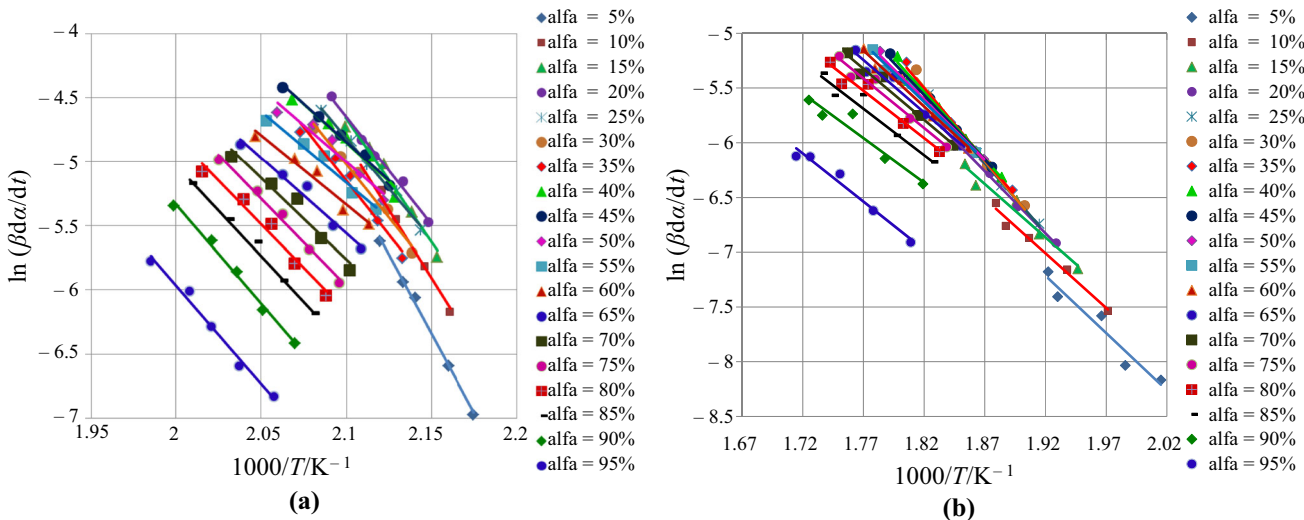 − 4
− 4.5
− 5
− 5.5
− 6
− 6.5
− 7
ln (βdα/dt)
1.95 2 2.05 2.1 2.15 2.2
1000/T/K⁻¹
(a)
alfa = 5%
alfa = 10%
alfa = 15%
alfa = 20%
alfa = 25%
alfa = 30%
alfa = 35%
alfa = 40%
alfa = 45%
alfa = 50%
alfa = 55%
alfa = 60%
alfa = 65%
alfa = 70%
alfa = 75%
alfa = 80%
alfa = 85%
alfa = 90%
alfa = 95%
− 5
− 5.5
− 6
− 6.5
− 7
− 7.5
− 8
− 8.5
ln (βdα/dt)
1.67 1.72 1.77 1.82 1.87 1.92 1.97 2.02
1000/T/K⁻¹
(b)
alfa = 5%
alfa = 10%
alfa = 15%
alfa = 20%
alfa = 25%
alfa = 30%
alfa = 35%
alfa = 40%
alfa = 45%
alfa = 50%
alfa = 55%
alfa = 60%
alfa = 65%
alfa = 70%
alfa = 75%
alfa = 80%
alfa = 85%
alfa = 90%
alfa = 95%